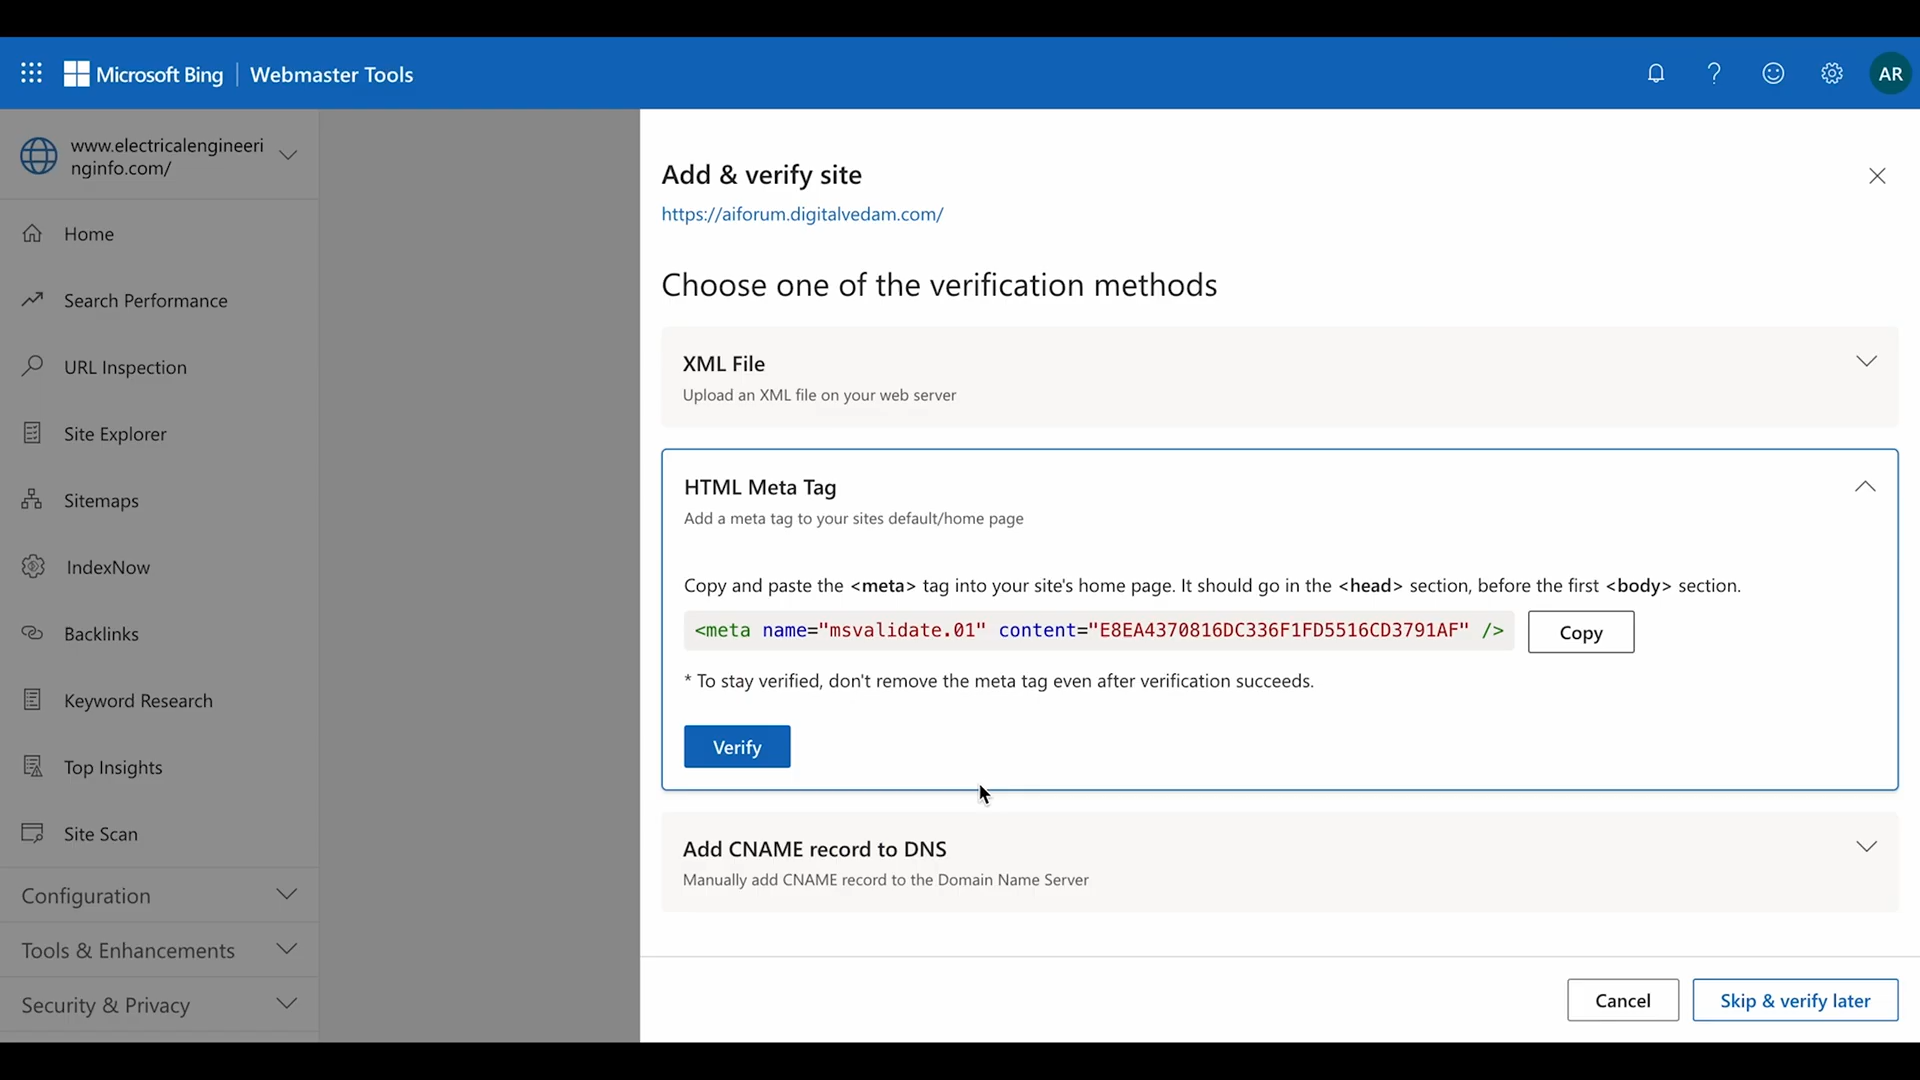 Microsoft Bing | Webmaster Tools
AR
www.electricalengineeri
nginfo.com/
Home
Search Performance
URL Inspection
Site Explorer
Sitemaps
IndexNow
Backlinks
Keyword Research
Top Insights
Site Scan
Configuration
Tools & Enhancements
Security & Privacy
Add & verify site
https://aiforum.digitalvedam.com/
Choose one of the verification methods
XML File
Upload an XML file on your web server
HTML Meta Tag
Add a meta tag to your sites default/home page
Copy and paste the <meta> tag into your site's home page. It should go in the <head> section, before the first <body> section.
<meta name="msvalidate.01" content="E8EA4370816DC336F1FD5516CD3791AF" />
Copy
* To stay verified, don't remove the meta tag even after verification succeeds.
Verify
Add CNAME record to DNS
Manually add CNAME record to the Domain Name Server
Cancel
Skip & verify later